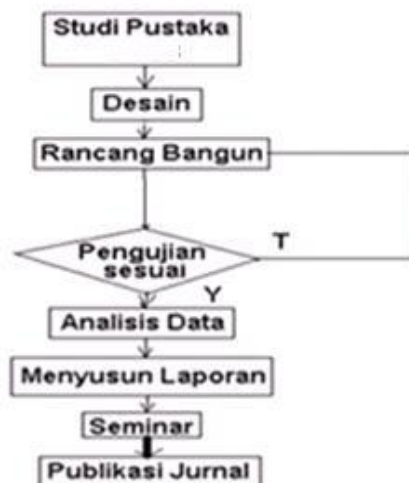 Studi Pustaka
Desain
Rancang Bangun
Pengujian
sesuai
T
Y
Analisis Data
Menyusun Laporan
Seminar
Publikasi Jurnal